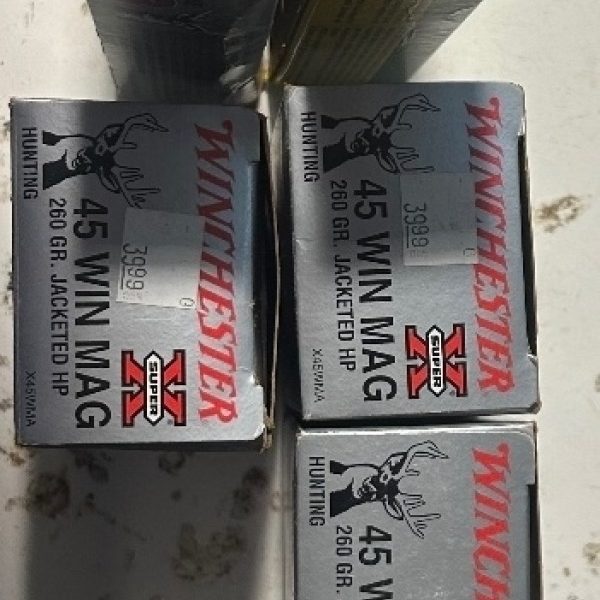 WINCHESTER
SUPER X
45 WIN MAG
260 GR. JACKETED HP
HUNTING
X45WMA
3999
WINCHESTER
SUPER X
45 WIN MAG
260 GR. JACKETED HP
HUNTING
X45WMA
3999
WINCH
45 W
260 GR.
HUNTING